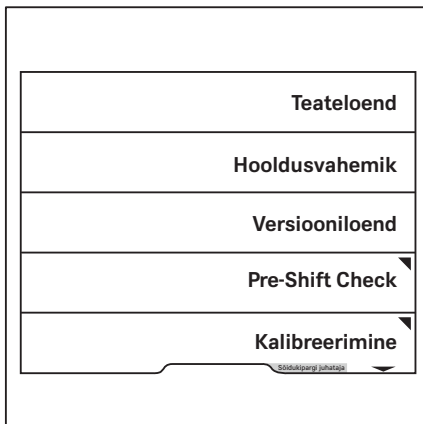 Teateloend
Hooldusvahemik
Versiooniloend
Pre-Shift Check
Kalibreerimine
Sõidukipargi juhataja